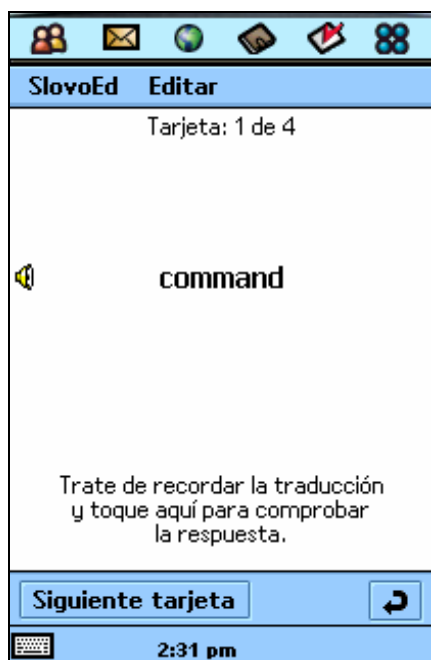 SlovoEd Editar
Tarjeta: 1 de 4
command
Trate de recordar la traducción
y toque aquí para comprobar
la respuesta.
Siguiente tarjeta
2:31 pm